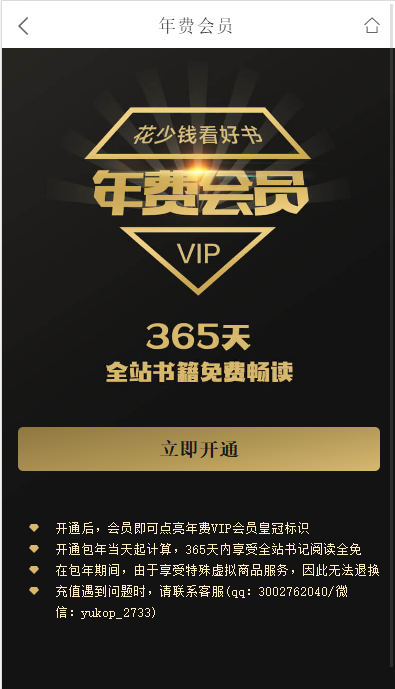 年费会员
花少钱看好书
年费会员
VIP
365天
全站书籍免费畅读
立即开通
开通后，会员即可点亮年费VIP会员皇冠标识
开通包年当天起计算，365天内享受全站书记阅读全免
在包年期间，由于享受特殊虚拟商品服务，因此无法退换
充值遇到问题时，请联系客服(qq：3002762040/微
信：yukop_2733)